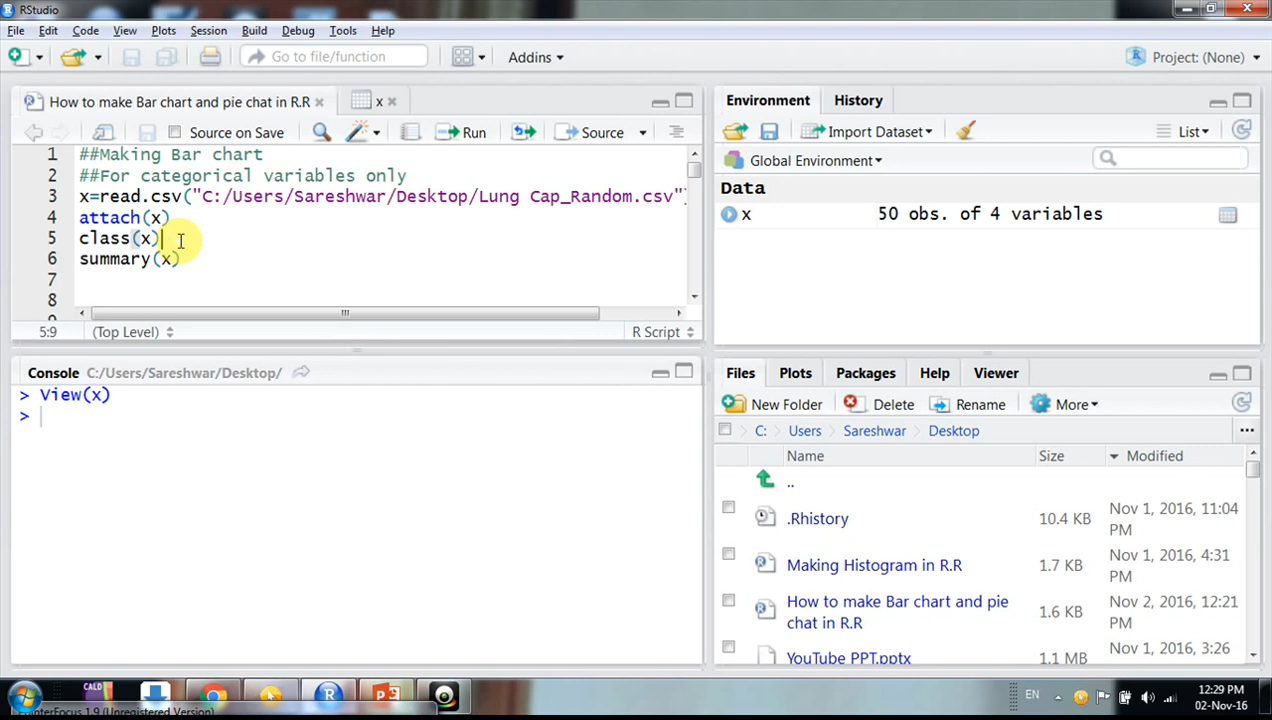 RStudio
File Edit Code View Plots Session Build Debug Tools Help
Go to file/function Addins Project: (None)
How to make Bar chart and pie chat in R.R x
Source on Save Run Source
1 ##Making Bar chart
2 ##For categorical variables only
3 x=read.csv("C:/Users/Sareshwar/Desktop/Lung Cap_Random.csv")
4 attach(x)
5 class(x)
6 summary(x)
7
8
5:9 (Top Level) R Script
Console C:/Users/Sareshwar/Desktop/
> View(x)
>
Environment History
Import Dataset List
Global Environment
Data
x 50 obs. of 4 variables
Files Plots Packages Help Viewer
New Folder Delete Rename More
C: Users Sareshwar Desktop ...
Name Size Modified
..
.Rhistory 10.4 KB Nov 1, 2016, 11:04 PM
Making Histogram in R.R 1.7 KB Nov 1, 2016, 4:31 PM
How to make Bar chart and pie chat in R.R 1.6 KB Nov 2, 2016, 12:21 PM
YouTube PPT.pptx 1.1 MB Nov 1, 2016, 3:26
CALD
EN 12:29 PM
02-Nov-16
PointerFocus 1.9 (Unregistered Version)